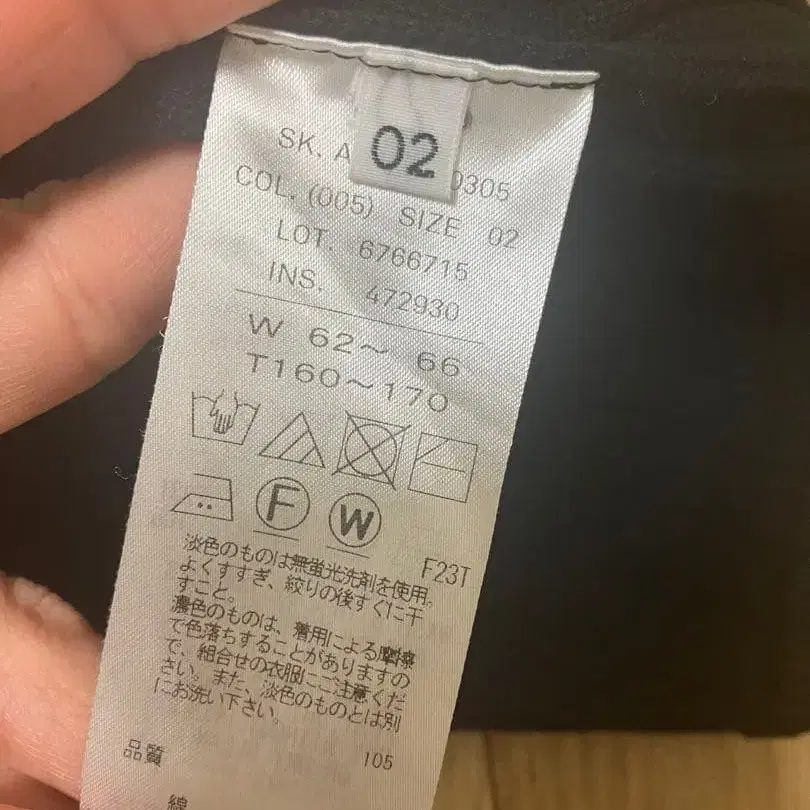 02
SK. A 0305
COL. (005) SIZE 02
LOT. 6766715
INS. 472930
W 62～ 66
T160～170
F
W
F23T
淡色のものは無蛍光洗剤を使用。
よくすすぎ、絞りの後すぐに干
すこと。
濃色のものは、着用による摩擦
で色落ちすることがありますの
で、組合せの衣服にご注意くだ
さい。また、淡色のものとは別
にお洗い下さい。
品質 105
綿